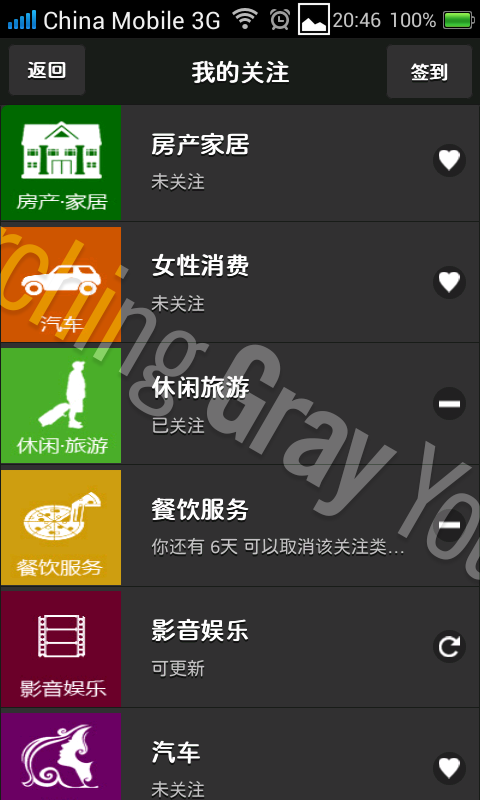 China Mobile 3G 20:46 100%
返回 我的关注 签到
房产·家居 房产家居
未关注
女性消费
汽车 未关注
休闲旅游
休闲·旅游 已关注
餐饮服务
餐饮服务 你还有 6天 可以取消该关注类…
影音娱乐
影音娱乐 可更新
汽车
未关注
rching Gray You